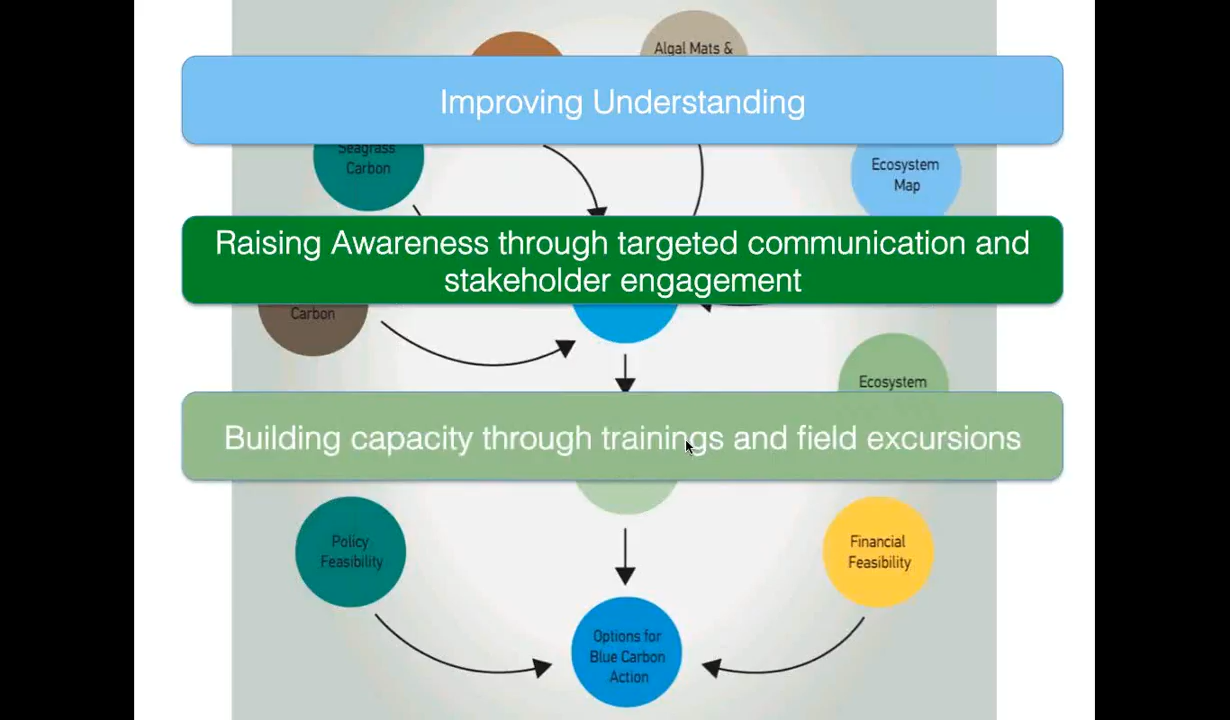 Algal Mats &
Improving Understanding
Seagrass
Carbon
Ecosystem
Map
Raising Awareness through targeted communication and
stakeholder engagement
Carbon
Ecosystem
Building capacity through trainings and field excursions
Policy
Feasibility
Financial
Feasibility
Options for
Blue Carbon
Action